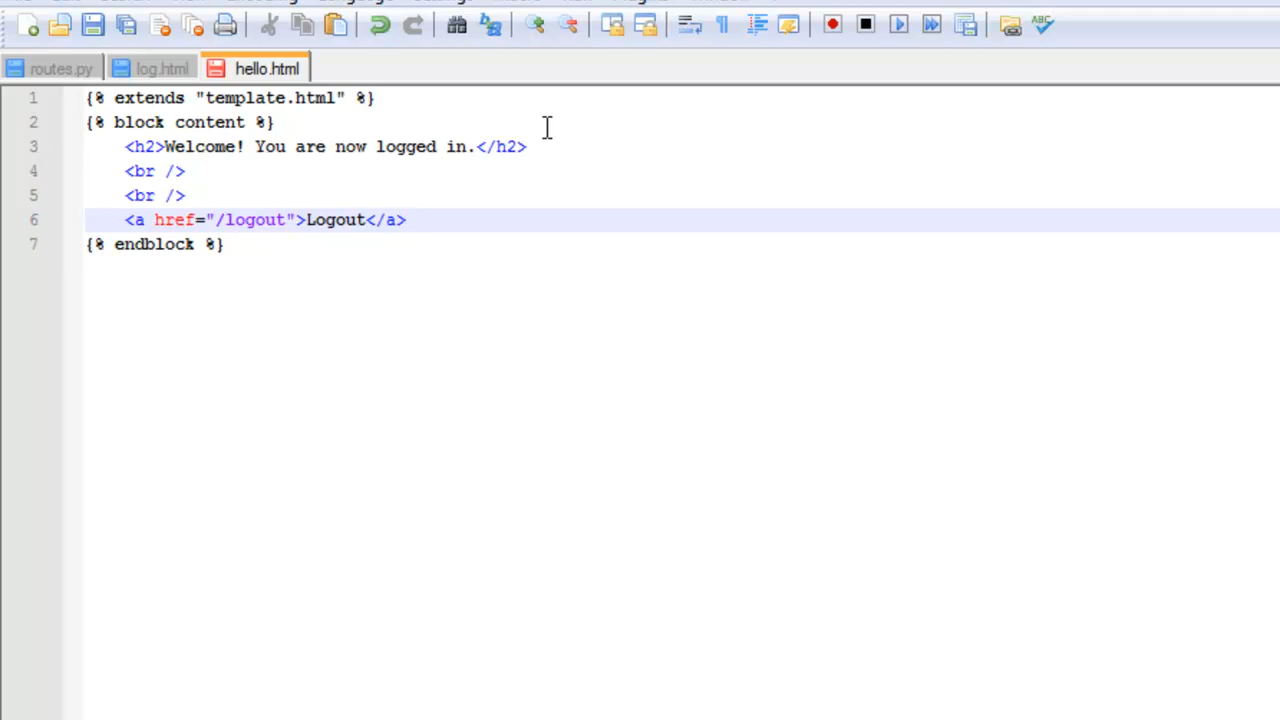 routes.py log.html hello.html
1 {% extends "template.html" %}
2 {% block content %}
3 <h2>Welcome! You are now logged in.</h2>
4 <br />
5 <br />
6 <a href="/logout">Logout</a>
7 {% endblock %}